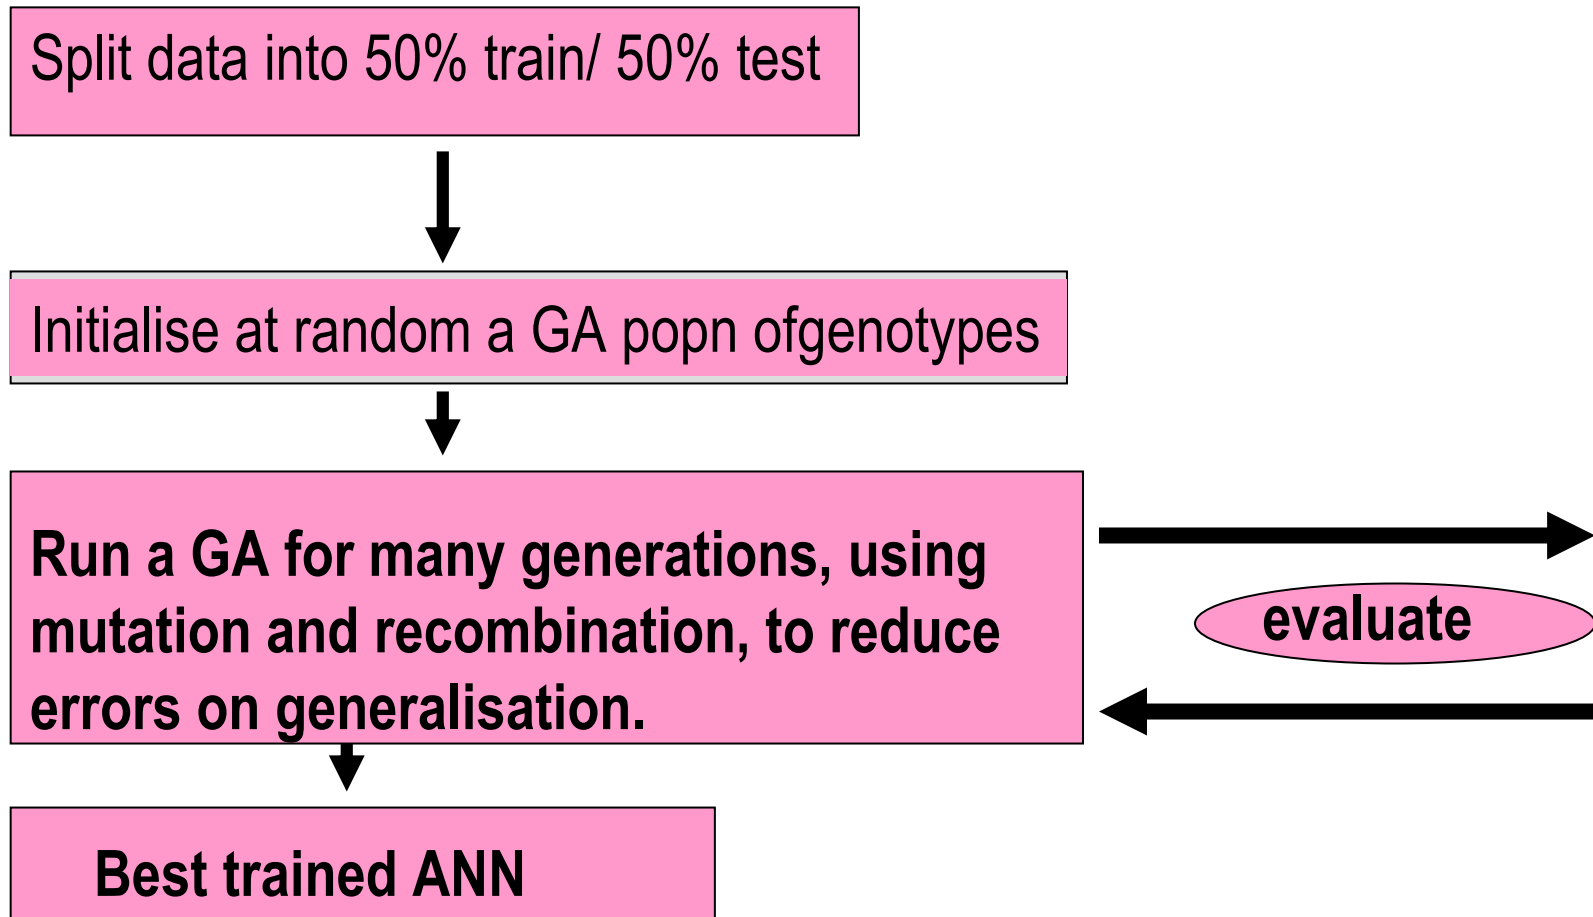 Split data into 50% train/ 50% test
Initialise at random a GA popn ofgenotypes
Run a GA for many generations, using
mutation and recombination, to reduce
errors on generalisation.
evaluate
Best trained ANN